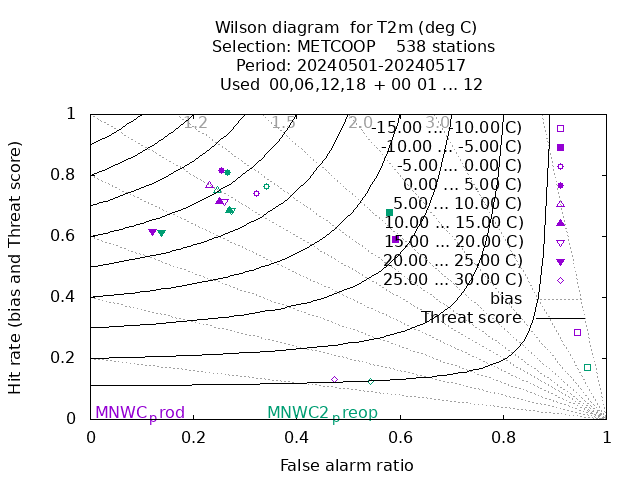 Wilson diagram  for T2m (deg C)
Selection: METCOOP    538 stations
Period: 20240501-20240517
Used  00,06,12,18  + 00 01 ... 12
1.2 1.5 2.0 3.0
-15.00 ... -10.00 C)
-10.00 ... -5.00 C)
-5.00 ... 0.00 C)
0.00 ... 5.00 C)
5.00 ... 10.00 C)
10.00 ... 15.00 C)
15.00 ... 20.00 C)
20.00 ... 25.00 C)
25.00 ... 30.00 C)
bias
Threat score
1
0.8
0.6
0.4
0.2
0
Hit rate (bias and Threat score)
MNWCprod MNWC2preop
0 0.2 0.4 0.6 0.8 1
False alarm ratio